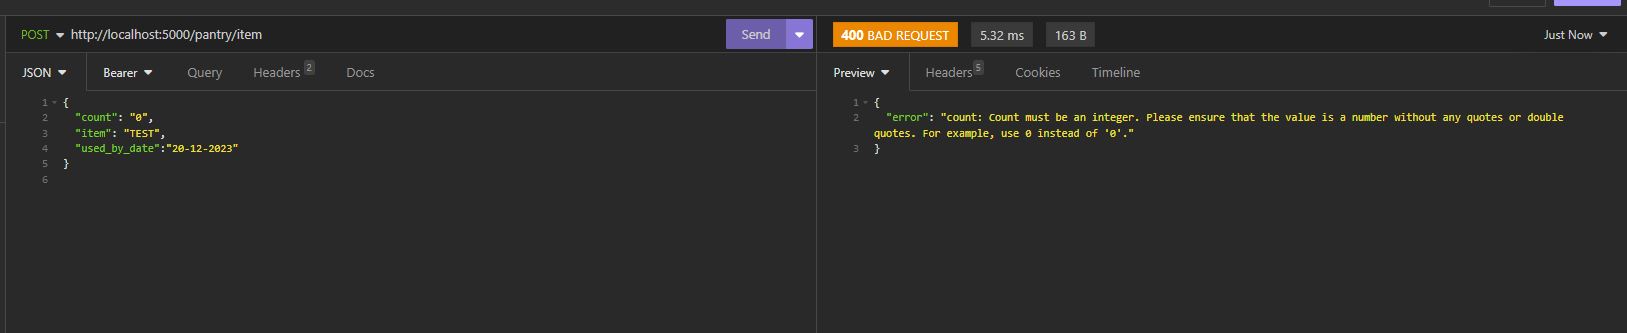 POST http://localhost:5000/pantry/item Send
JSON Bearer Query Headers 2 Docs
1 {
2 "count": "0",
3 "item": "TEST",
4 "used_by_date":"20-12-2023"
5 }
6
400 BAD REQUEST 5.32 ms 163 B Just Now
Preview Headers 5 Cookies Timeline
1 {
2 "error": "count: Count must be an integer. Please ensure that the value is a number without any quotes or double
quotes. For example, use 0 instead of '0'."
3 }